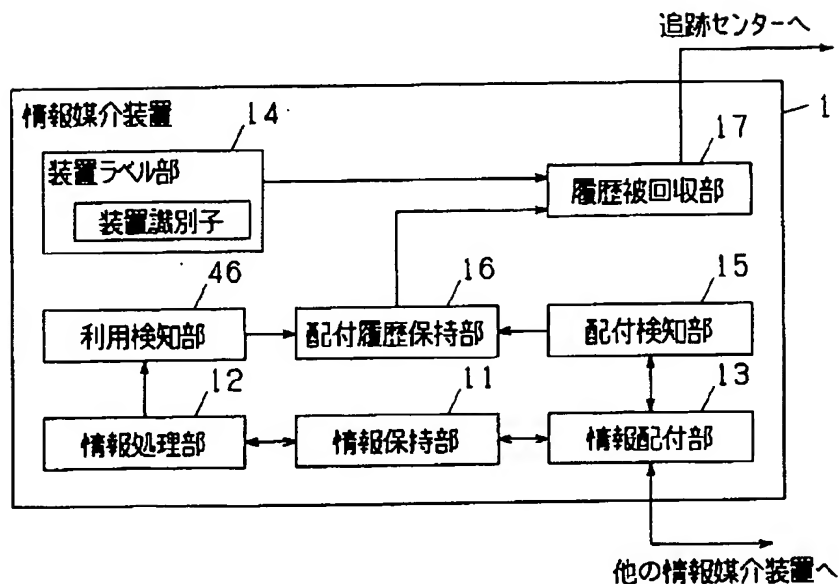 追跡センターへ
情報媒介装置
1
14
装置ラベル部
装置識別子
17
履歴被回収部
46
利用検知部
16
配付履歴保持部
15
配付検知部
12
情報処理部
11
情報保持部
13
情報配付部
他の情報媒介装置へ